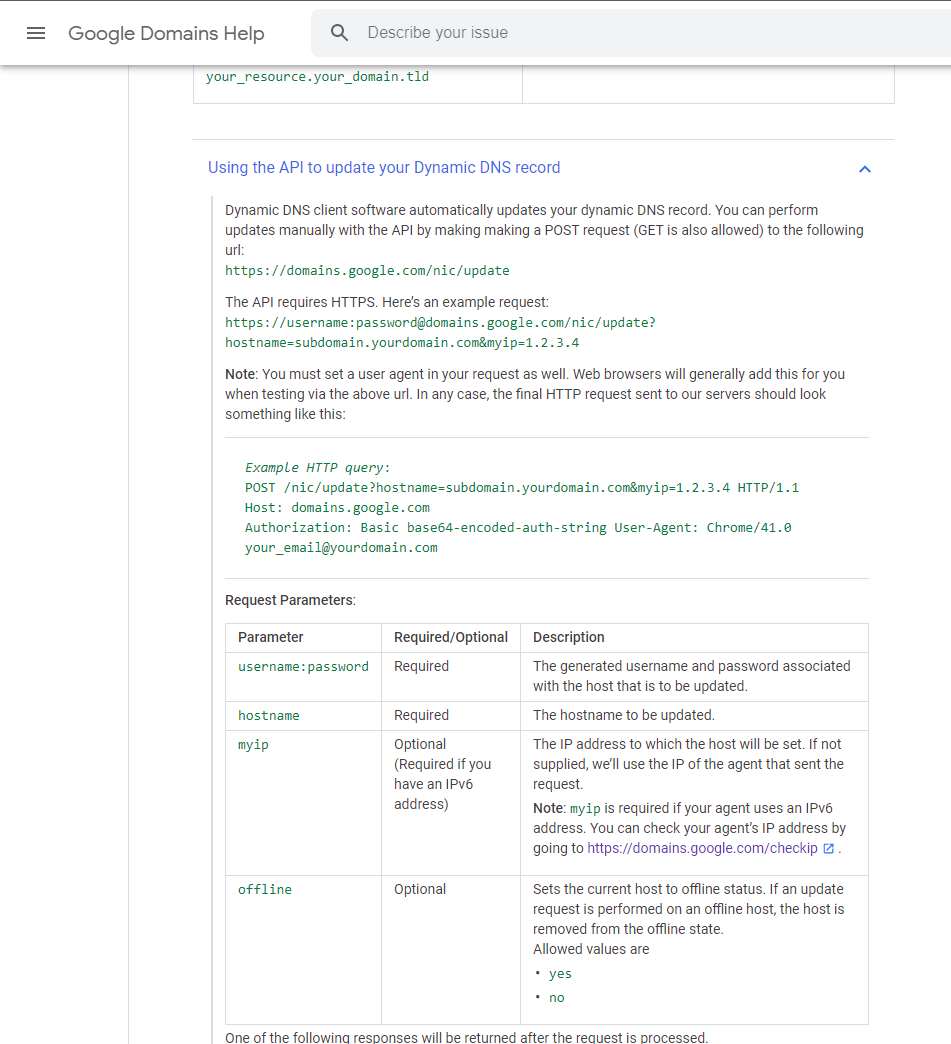 Google Domains Help
Describe your issue
your_resource.your_domain.tld
Using the API to update your Dynamic DNS record
Dynamic DNS client software automatically updates your dynamic DNS record. You can perform
updates manually with the API by making making a POST request (GET is also allowed) to the following
url:
https://domains.google.com/nic/update
The API requires HTTPS. Here’s an example request:
https://username:password@domains.google.com/nic/update?
hostname=subdomain.yourdomain.com&myip=1.2.3.4
Note: You must set a user agent in your request as well. Web browsers will generally add this for you
when testing via the above url. In any case, the final HTTP request sent to our servers should look
something like this:
Example HTTP query:
POST /nic/update?hostname=subdomain.yourdomain.com&myip=1.2.3.4 HTTP/1.1
Host: domains.google.com
Authorization: Basic base64-encoded-auth-string User-Agent: Chrome/41.0
your_email@yourdomain.com
Request Parameters:
Parameter Required/Optional Description
username:password Required The generated username and password associated
with the host that is to be updated.
hostname Required The hostname to be updated.
myip Optional The IP address to which the host will be set. If not
(Required if you supplied, we’ll use the IP of the agent that sent the
have an IPv6 request.
address) Note: myip is required if your agent uses an IPv6
address. You can check your agent’s IP address by
going to https://domains.google.com/checkip .
offline Optional Sets the current host to offline status. If an update
request is performed on an offline host, the host is
removed from the offline state.
Allowed values are
• yes
• no
One of the following responses will be returned after the request is processed.